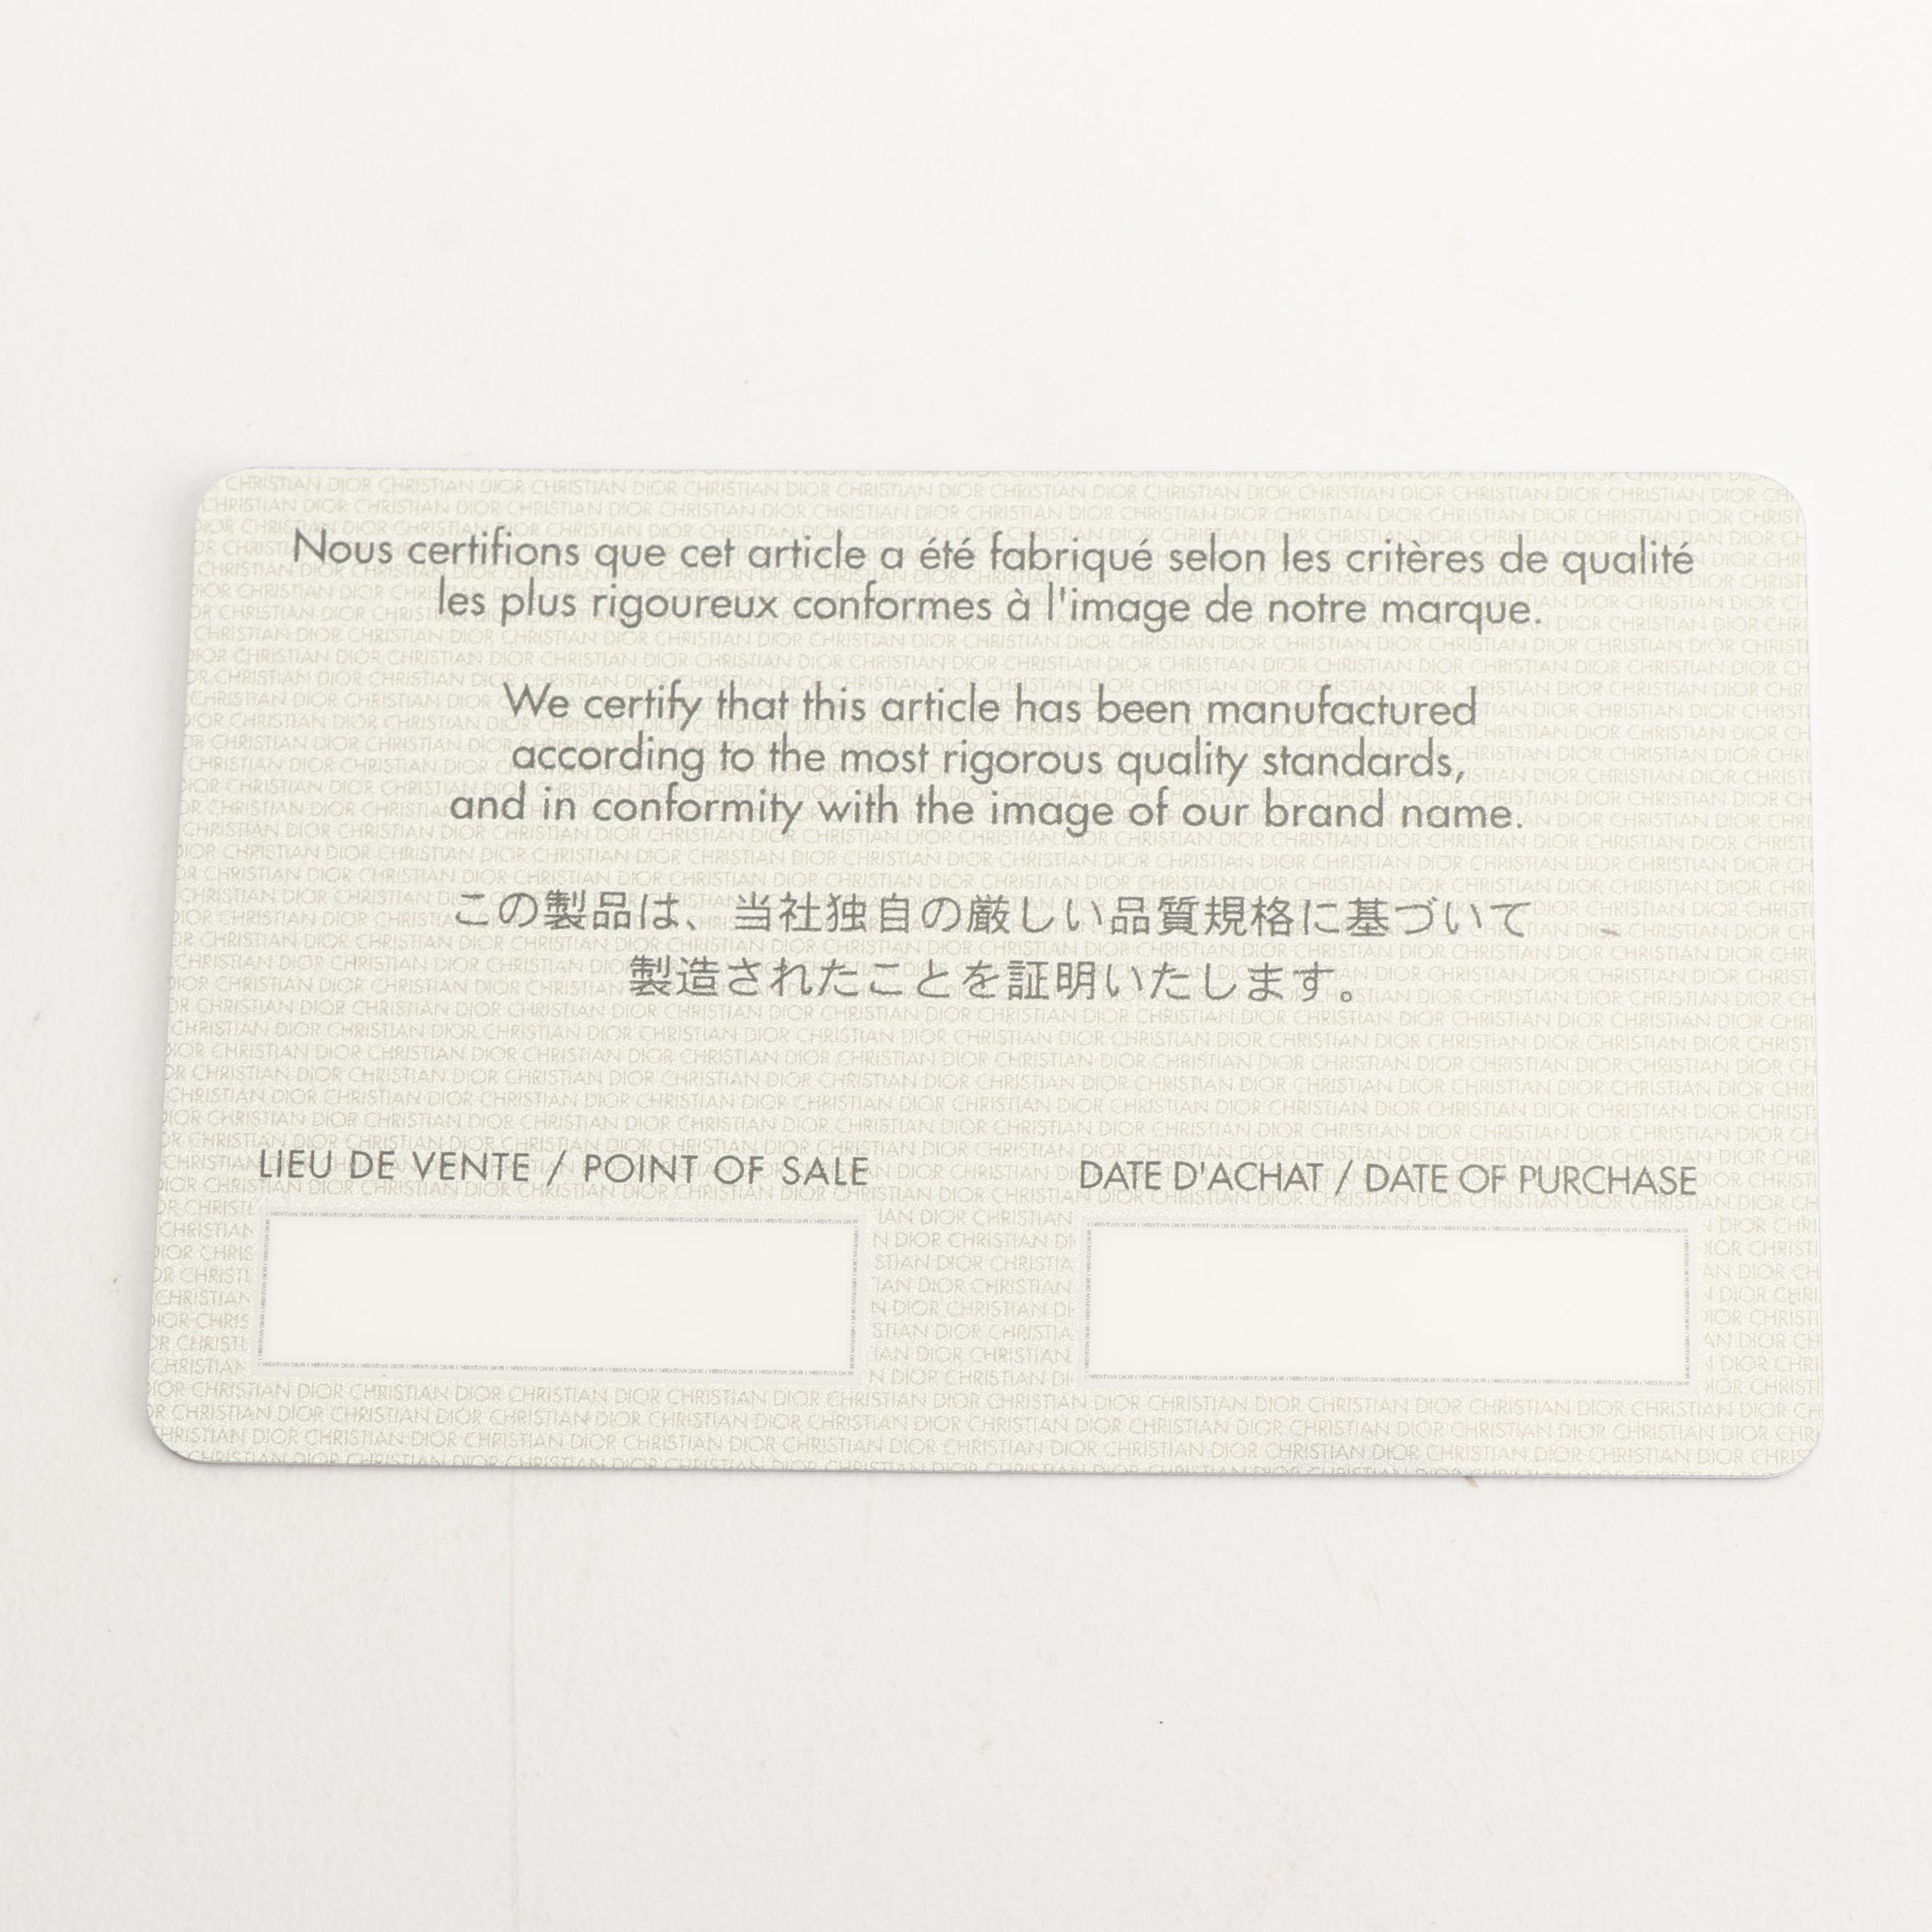 Nous certifions que cet article a été fabriqué selon les critères de qualité
les plus rigoureux conformes à l'image de notre marque.
We certify that this article has been manufactured
according to the most rigorous quality standards,
and in conformity with the image of our brand name.
この製品は、当社独自の厳しい品質規格に基づいて
製造されたことを証明いたします。
LIEU DE VENTE / POINT OF SALE
DATE D'ACHAT / DATE OF PURCHASE